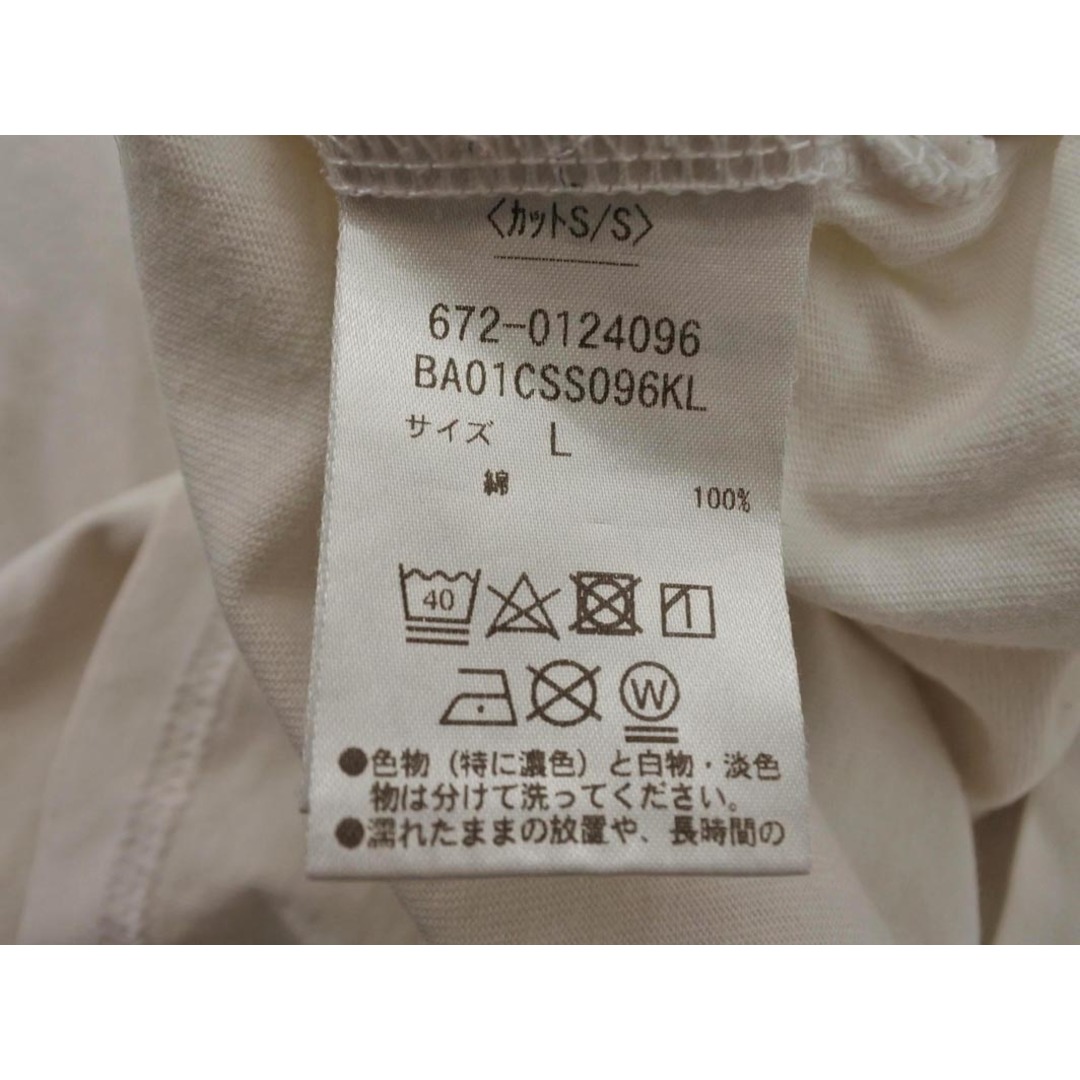 〈カットS/S〉
672-0124096
BA01CSS096KL
サイズ L
綿 100%
40
W
●色物（特に濃色）と白物・淡色
物は分けて洗ってください。
●濡れたままの放置や、長時間の